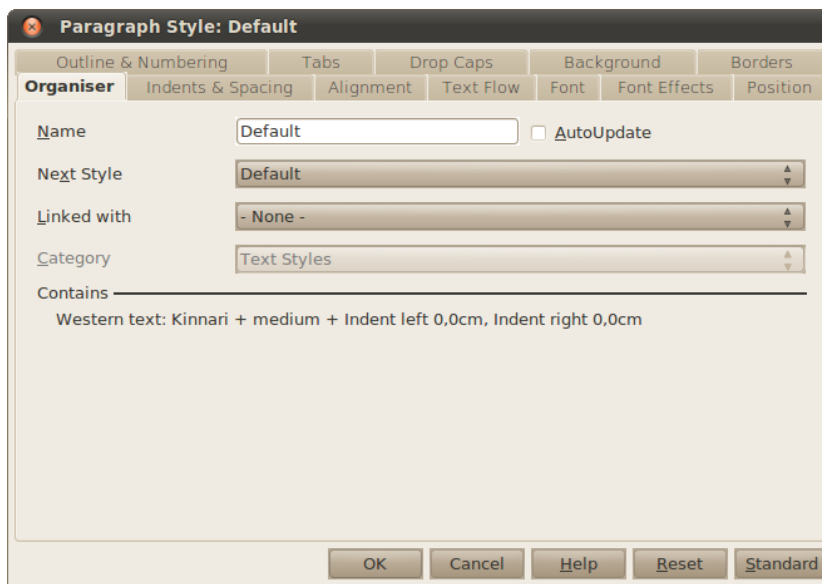 Paragraph Style: Default
Outline & Numbering Tabs Drop Caps Background Borders
Organiser Indents & Spacing Alignment Text Flow Font Font Effects Position
Name Default AutoUpdate
Next Style Default
Linked with - None -
Category Text Styles
Contains
Western text: Kinnari + medium + Indent left 0,0cm, Indent right 0,0cm
OK Cancel Help Reset Standard